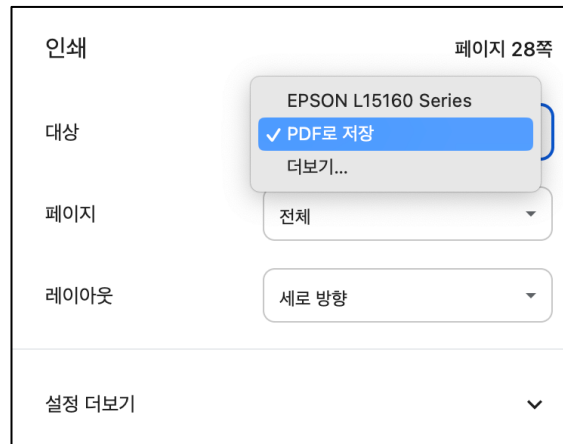 인쇄
페이지 28쪽
대상
EPSON L15160 Series
✓ PDF로 저장
더보기...
페이지
전체
레이아웃
세로 방향
설정 더보기